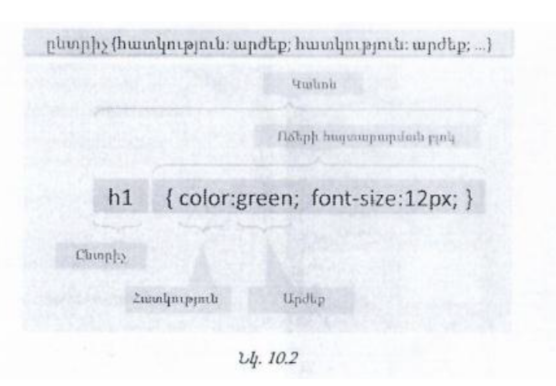 ընտրիչ {հատկություն: արժեք; հատկություն: արժեք; ...}
Կանոն
Ոճերի հայտարարման բլոկ
h1 { color:green; font-size:12px; }
Ընտրիչ
Հատկություն Արժեք
Նկ. 10.2